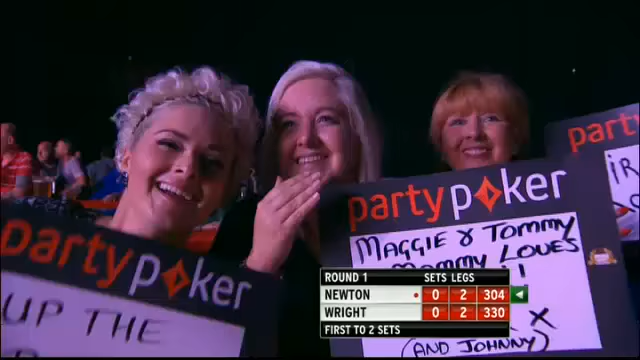 partypoker
UP THE
partypoker
MAGGIE & TOMMY
MOMMY LOVES
!
X
(AND JOHNNY)
party
ROUND 1 SETS LEGS
NEWTON 0 2 304
WRIGHT 0 2 330
FIRST TO 2 SETS